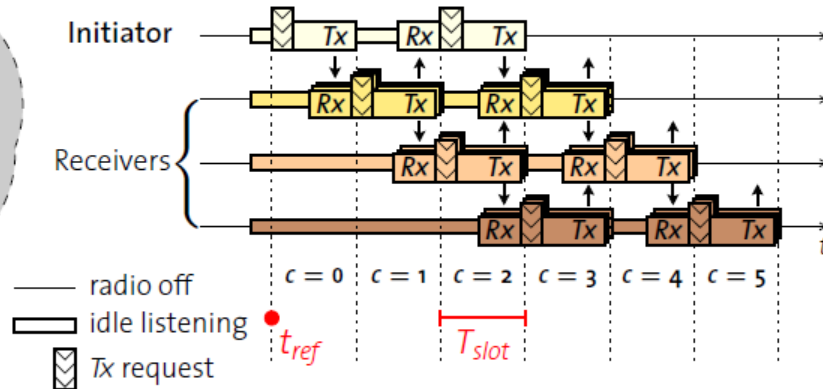 Initiator Tx Rx Tx
Rx Tx Rx Tx
Receivers Rx Tx Rx Tx
Rx Tx Rx Tx
t
c = 0 c = 1 c = 2 c = 3 c = 4 c = 5
radio off
idle listening
t_ref T_slot
Tx request